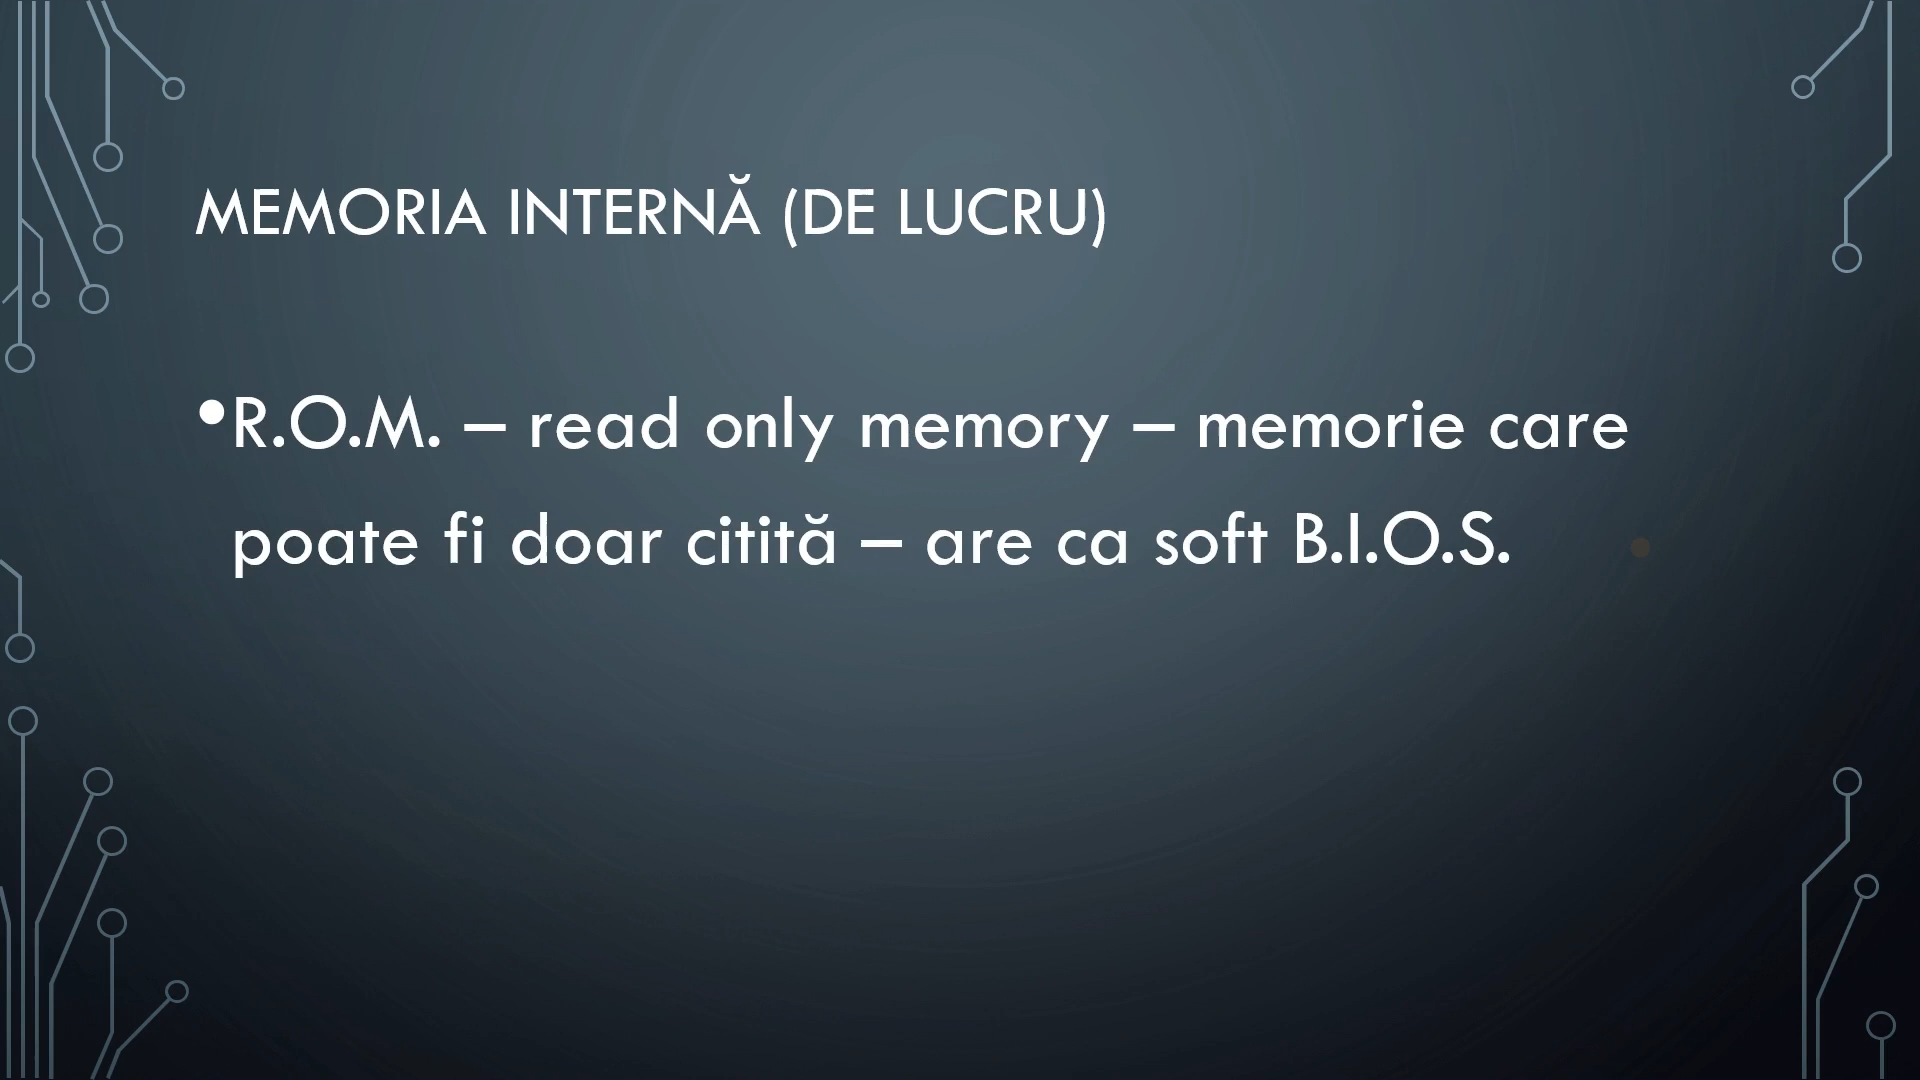 MEMORIA INTERNĂ (DE LUCRU)
•R.O.M. – read only memory – memorie care
poate fi doar citită – are ca soft B.I.O.S.